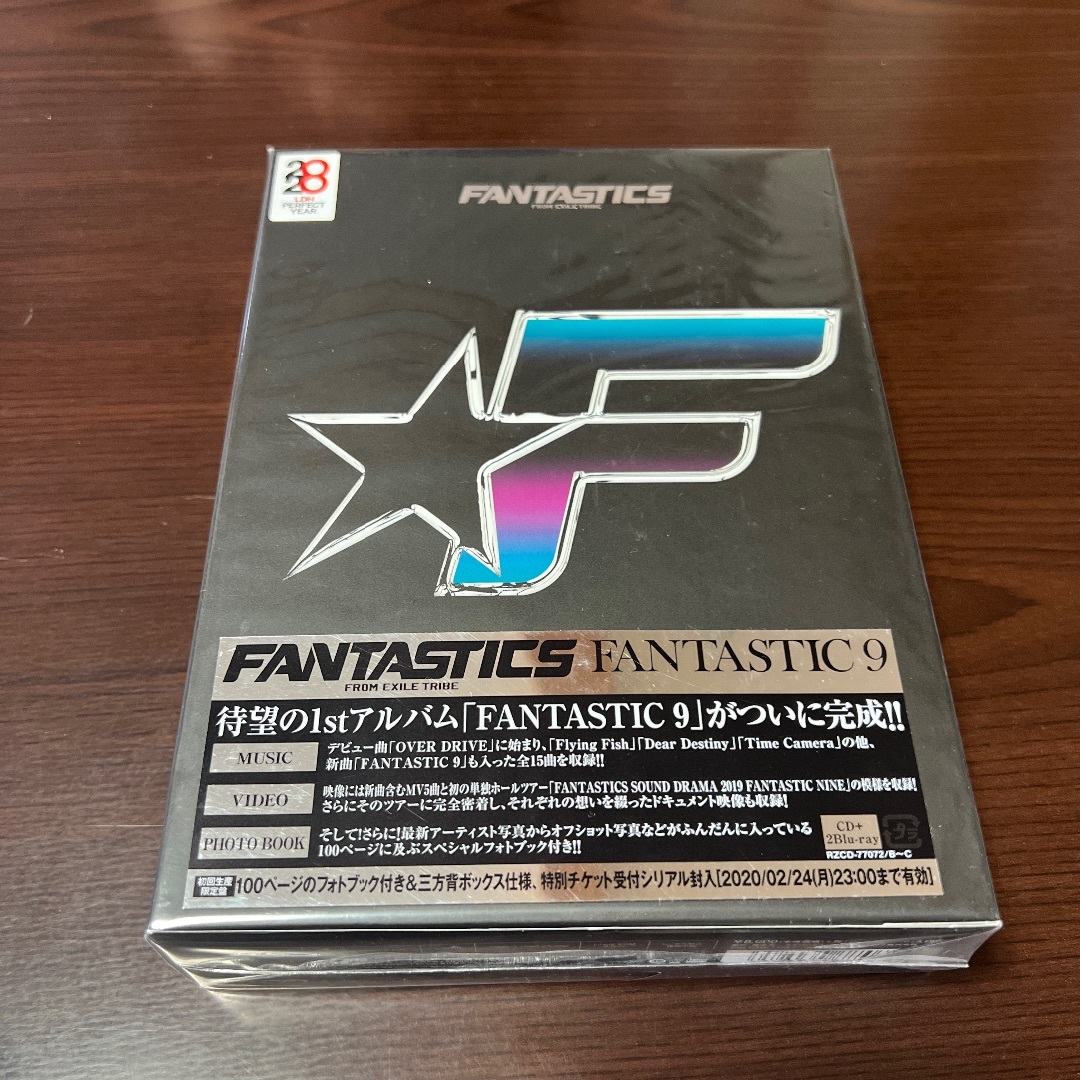 2020
LDH
PERFECT
YEAR
FANTASTICS
FROM EXILE TRIBE
FANTASTICS FANTASTIC 9
FROM EXILE TRIBE
待望の1stアルバム「FANTASTIC 9」がついに完成!!
MUSIC
デビュー曲「OVER DRIVE」に始まり、「Flying Fish」「Dear Destiny」「Time Camera」の他、
新曲「FANTASTIC 9」も入った全15曲を収録!!
VIDEO
映像には新曲含むMV5曲と初の単独ホールツアー「FANTASTICS SOUND DRAMA 2019 FANTASTIC NINE」の模様を収録!
さらにそのツアーに完全密着し、それぞれの想いを綴ったドキュメント映像も収録!
PHOTO BOOK
そして!さらに!最新アーティスト写真からオフショット写真などがふんだんに入っている
100ページに及ぶスペシャルフォトブック付き!!
CD+
2Blu-ray
RZCD-77072/B~C
初回生産
限定盤
100ページのフォトブック付き&三方背ボックス仕様、特別チケット受付シリアル封入[2020/02/24(月)23:00まで有効]